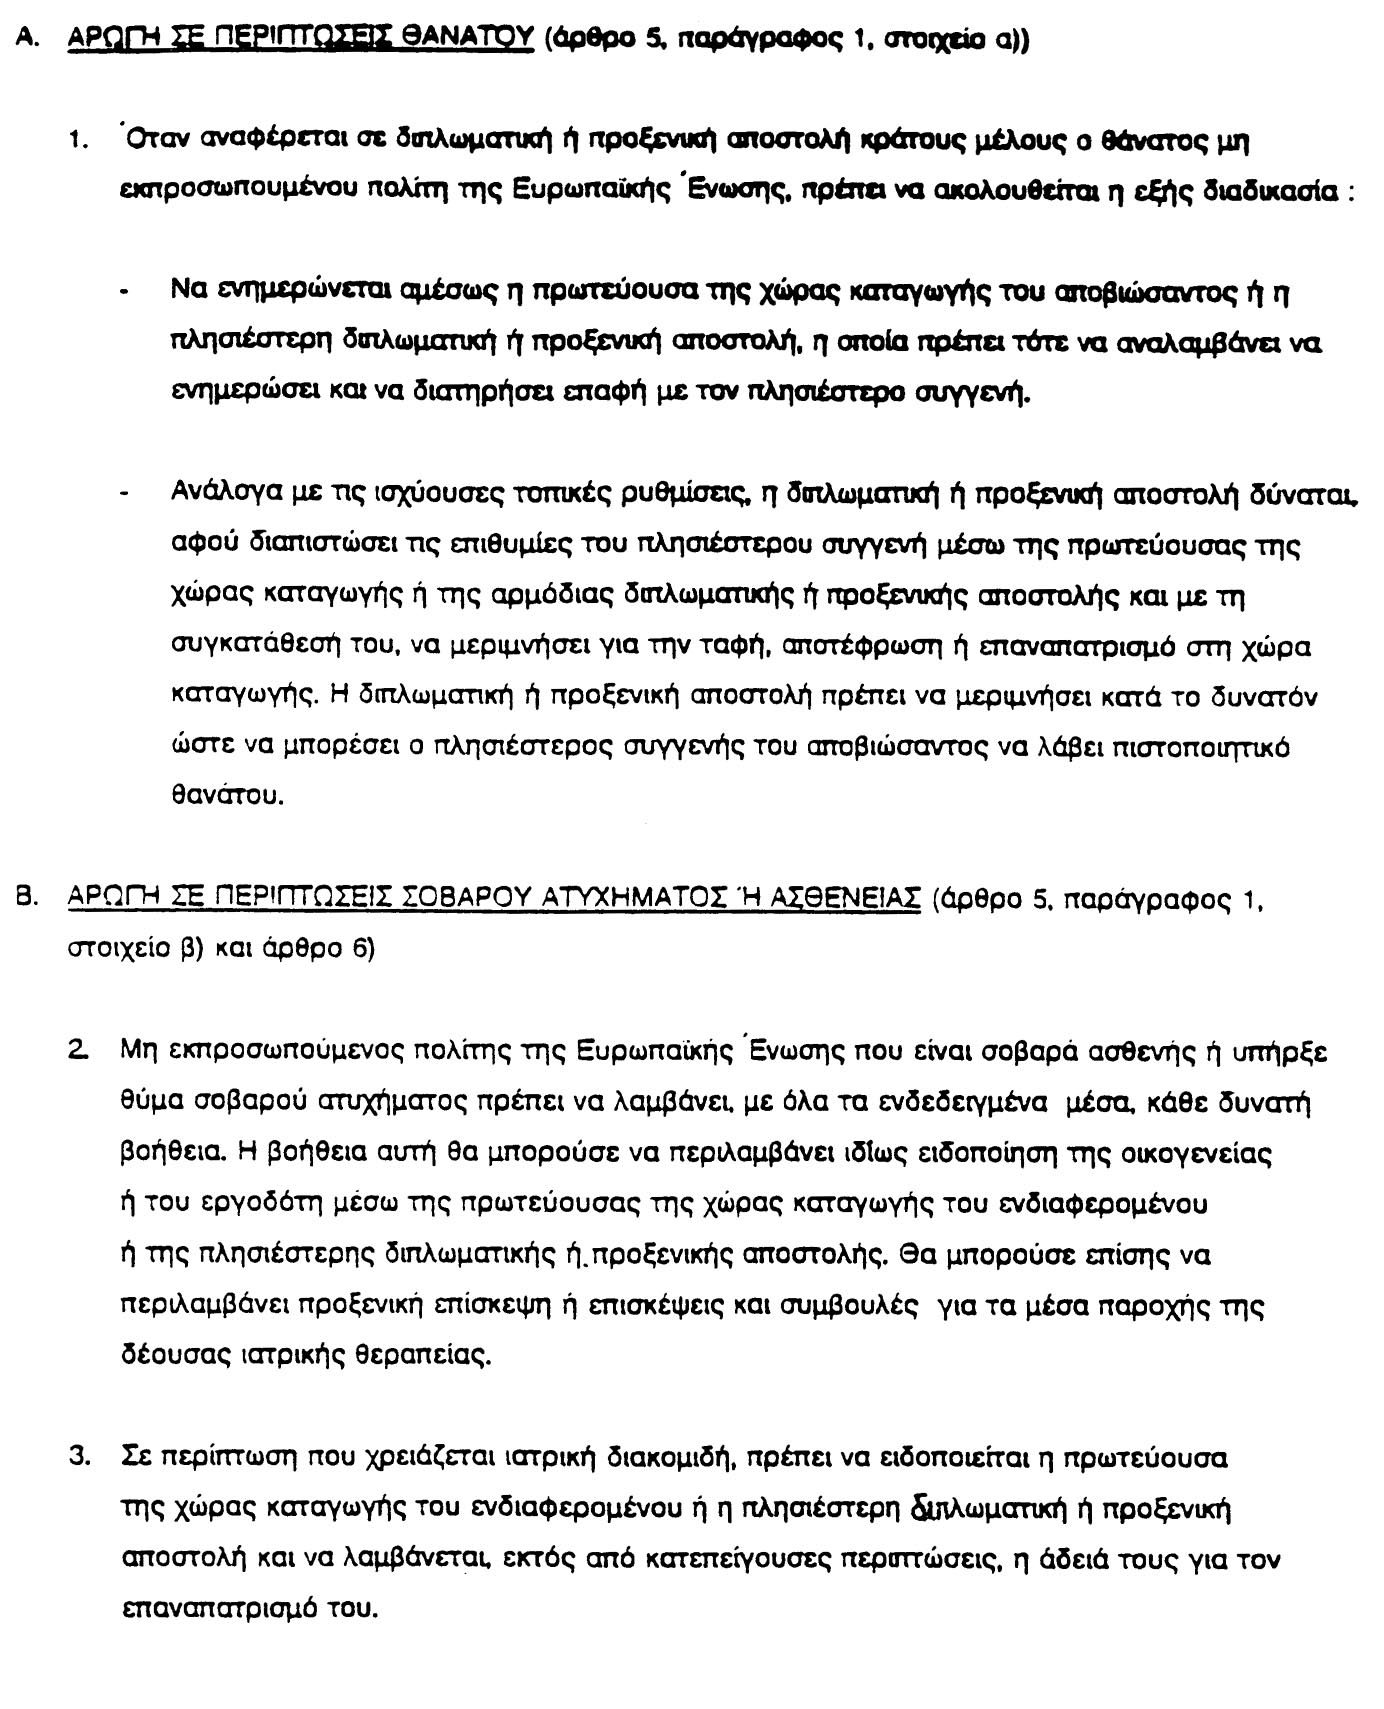 Α. ΑΡΩΓΗ ΣΕ ΠΕΡΙΠΤΩΣΕΙΣ ΘΑΝΑΤΟΥ (άρθρο 5, παράγραφος 1, στοιχείο α))
1. Όταν αναφέρεται σε διπλωματική ή προξενική αποστολή κράτους μέλους ο θάνατος μη
εκπροσωπουμένου πολίτη της Ευρωπαϊκής Ένωσης, πρέπει να ακολουθείται η εξής διαδικασία :
- Να ενημερώνεται αμέσως η πρωτεύουσα της χώρας καταγωγής του αποβιώσαντος ή η
πλησιέστερη διπλωματική ή προξενική αποστολή, η οποία πρέπει τότε να αναλαμβάνει να
ενημερώσει και να διατηρήσει επαφή με τον πλησιέστερο συγγενή.
- Ανάλογα με τις ισχύουσες τοπικές ρυθμίσεις, η διπλωματική ή προξενική αποστολή δύναται,
αφού διαπιστώσει τις επιθυμίες του πλησιέστερου συγγενή μέσω της πρωτεύουσας της
χώρας καταγωγής ή της αρμόδιας διπλωματικής ή προξενικής αποστολής και με τη
συγκατάθεσή του, να μεριμνήσει για την ταφή, αποτέφρωση ή επαναπατρισμό στη χώρα
καταγωγής. Η διπλωματική ή προξενική αποστολή πρέπει να μεριμνήσει κατά το δυνατόν
ώστε να μπορέσει ο πλησιέστερος συγγενής του αποβιώσαντος να λάβει πιστοποιητικό
θανάτου.
Β. ΑΡΩΓΗ ΣΕ ΠΕΡΙΠΤΩΣΕΙΣ ΣΟΒΑΡΟΥ ΑΤΥΧΗΜΑΤΟΣ Ή ΑΣΘΕΝΕΙΑΣ (άρθρο 5, παράγραφος 1,
στοιχείο β) και άρθρο 6)
2. Μη εκπροσωπούμενος πολίτης της Ευρωπαϊκής Ένωσης που είναι σοβαρά ασθενής ή υπήρξε
θύμα σοβαρού ατυχήματος πρέπει να λαμβάνει, με όλα τα ενδεδειγμένα μέσα, κάθε δυνατή
βοήθεια. Η βοήθεια αυτή θα μπορούσε να περιλαμβάνει ιδίως ειδοποίηση της οικογενείας
ή του εργοδότη μέσω της πρωτεύουσας της χώρας καταγωγής του ενδιαφερομένου
ή της πλησιέστερης διπλωματικής ή προξενικής αποστολής. Θα μπορούσε επίσης να
περιλαμβάνει προξενική επίσκεψη ή επισκέψεις και συμβουλές για τα μέσα παροχής της
δέουσας ιατρικής θεραπείας.
3. Σε περίπτωση που χρειάζεται ιατρική διακομιδή, πρέπει να ειδοποιείται η πρωτεύουσα
της χώρας καταγωγής του ενδιαφερομένου ή η πλησιέστερη διπλωματική ή προξενική
αποστολή και να λαμβάνεται, εκτός από κατεπείγουσες περιπτώσεις, η άδειά τους για τον
επαναπατρισμό του.